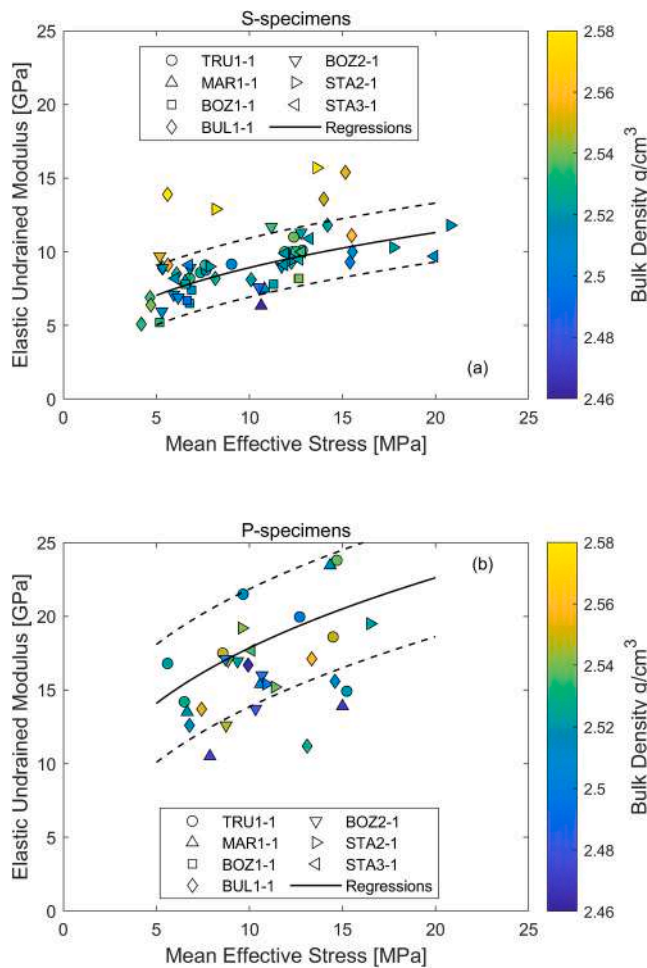 S-specimens
25
20
15
10
5
0
Elastic Undrained Modulus [GPa]
TRU1-1
MAR1-1
BOZ1-1
BUL1-1
BOZ2-1
STA2-1
STA3-1
Regressions
(a)
0 5 10 15 20 25
Mean Effective Stress [MPa]
2.58
2.56
2.54
2.52
2.5
2.48
2.46
Bulk Density g/cm³
P-specimens
25
20
15
10
5
0
Elastic Undrained Modulus [GPa]
(b)
TRU1-1
MAR1-1
BOZ1-1
BUL1-1
BOZ2-1
STA2-1
STA3-1
Regressions
0 5 10 15 20 25
Mean Effective Stress [MPa]
2.58
2.56
2.54
2.52
2.5
2.48
2.46
Bulk Density g/cm³